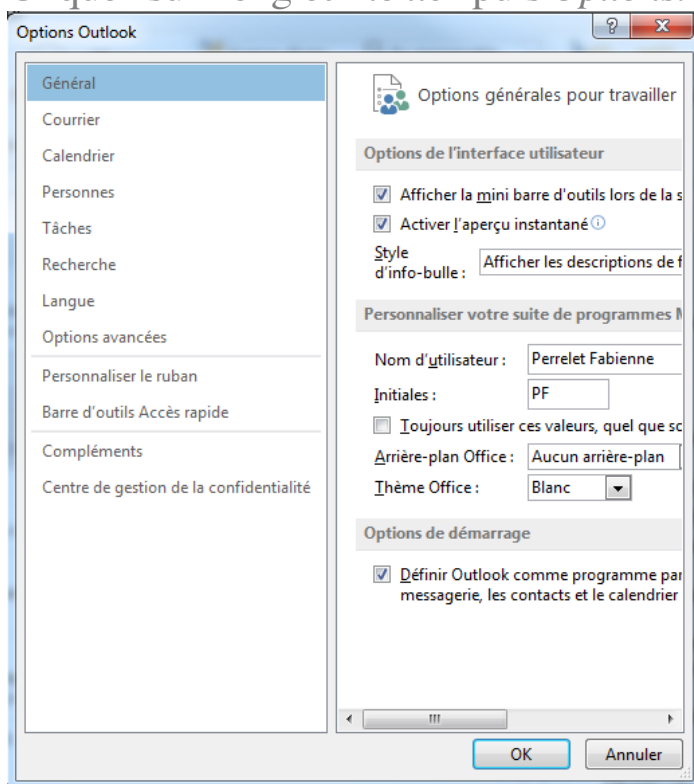 Options Outlook
Général
Courrier
Calendrier
Personnes
Tâches
Recherche
Langue
Options avancées
Personnaliser le ruban
Barre d'outils Accès rapide
Compléments
Centre de gestion de la confidentialité
Options générales pour travailler
Options de l'interface utilisateur
Afficher la mini barre d'outils lors de la s
Activer l'aperçu instantané
Style
d'info-bulle : Afficher les descriptions de f
Personnaliser votre suite de programmes M
Nom d'utilisateur : Perrelet Fabienne
Initiales : PF
Toujours utiliser ces valeurs, quel que so
Arrière-plan Office : Aucun arrière-plan
Thème Office : Blanc
Options de démarrage
Définir Outlook comme programme par
messagerie, les contacts et le calendrier
OK Annuler